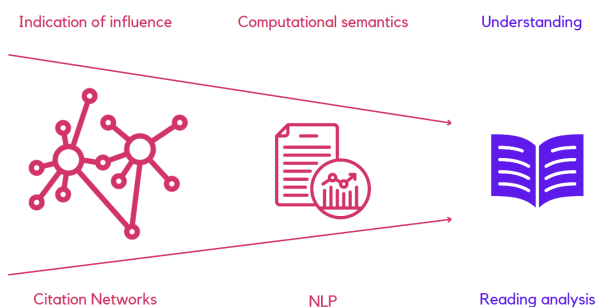 Indication of influence
Computational semantics
Understanding
Citation Networks
NLP
Reading analysis